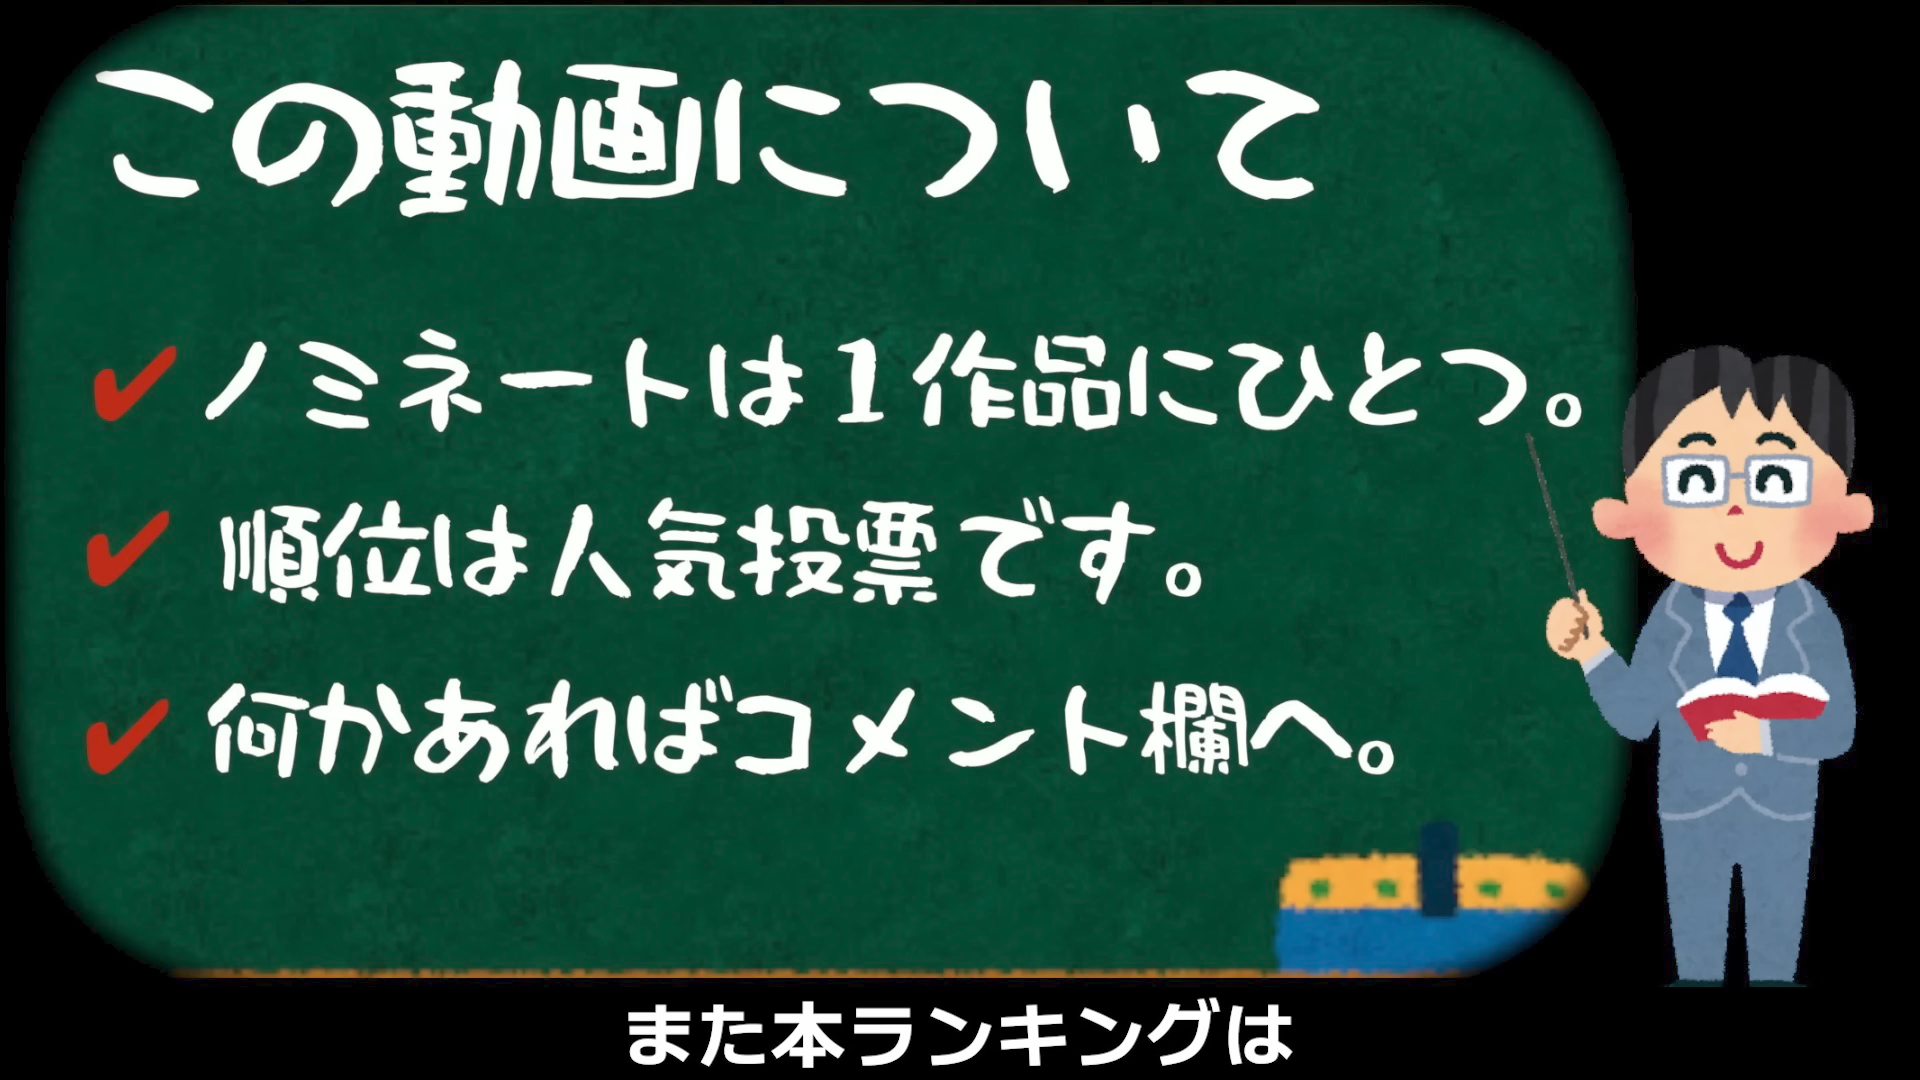 この動画について
✔ノミネートは1作品にひとつ。
✔順位は人気投票です。
✔何かあればコメント欄へ。
また本ランキングは